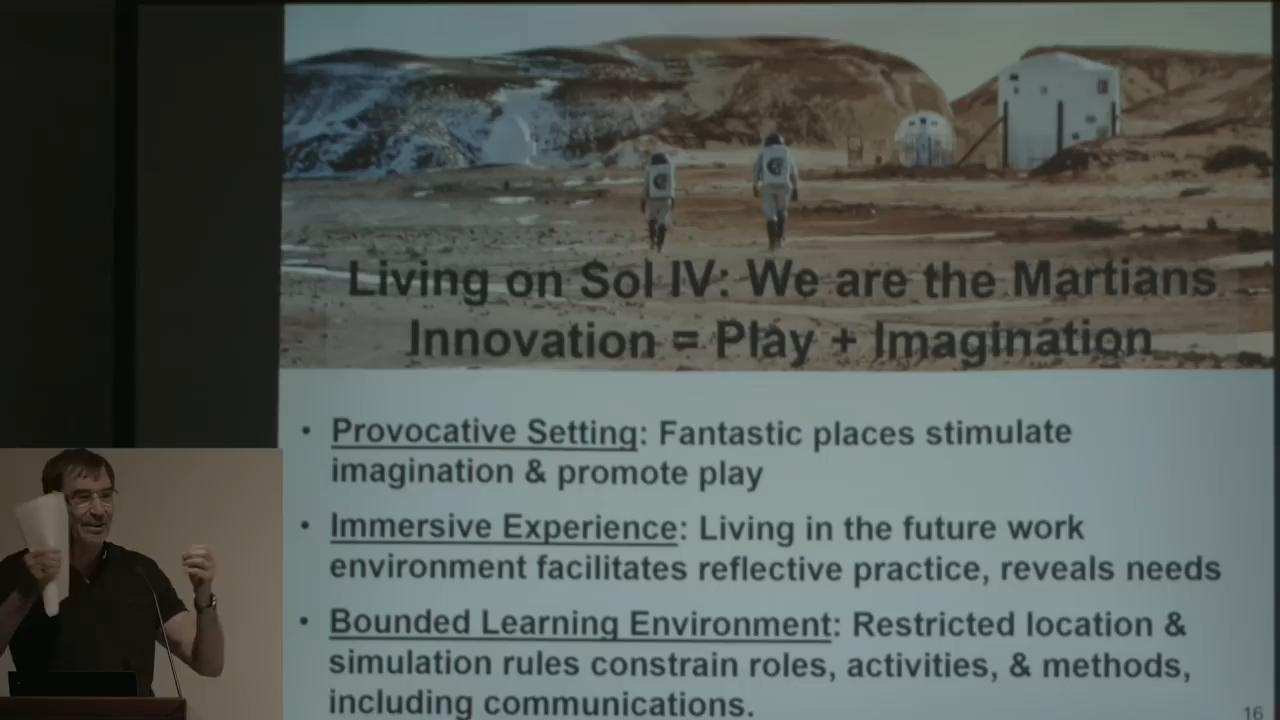 Living on Sol IV: We are the Martians
Innovation = Play + Imagination
• Provocative Setting: Fantastic places stimulate
imagination & promote play
• Immersive Experience: Living in the future work
environment facilitates reflective practice, reveals needs
• Bounded Learning Environment: Restricted location &
simulation rules constrain roles, activities, & methods,
including communications.
16